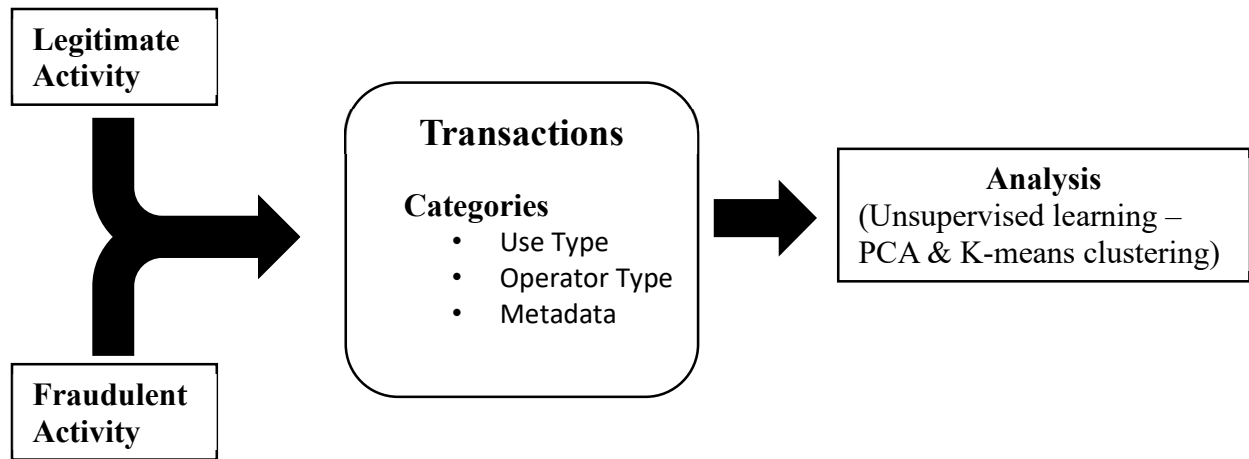 Legitimate
Activity
Fraudulent
Activity
Transactions
Categories
• Use Type
• Operator Type
• Metadata
Analysis
(Unsupervised learning –
PCA & K-means clustering)